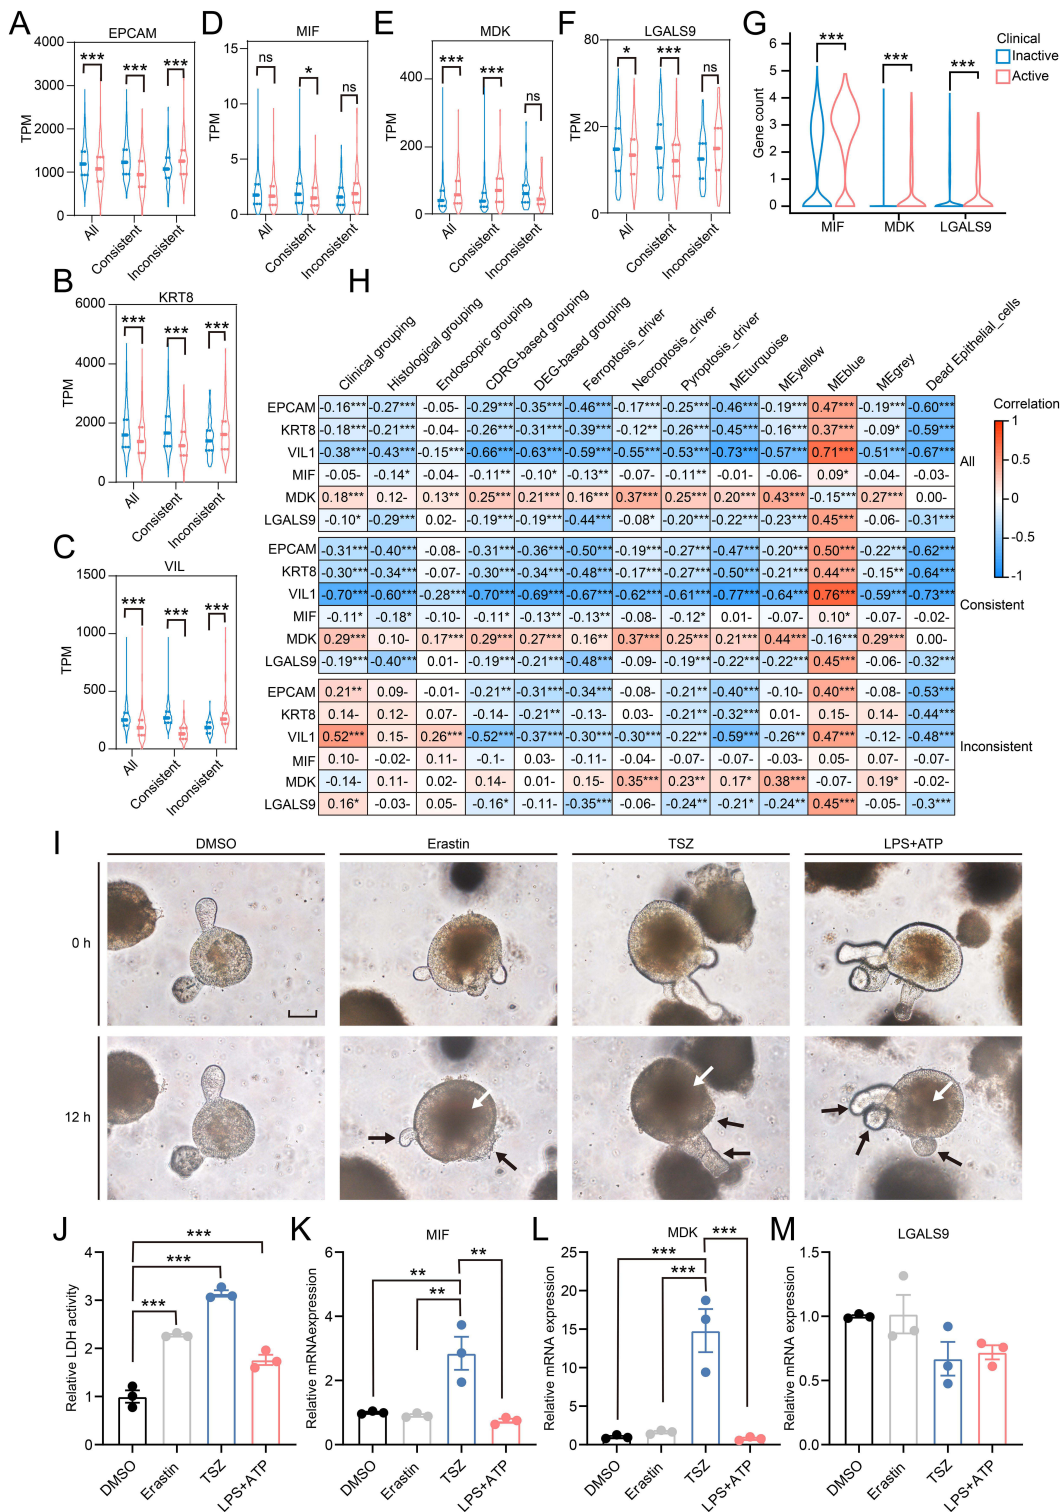 A
EPCAM
TPM
4000
3000
2000
1000
0
*** *** ***
All
Consistent
Inconsistent
D
MIF
TPM
15
10
5
0
ns * ns
All
Consistent
Inconsistent
E
MDK
TPM
400
200
0
*** *** ns
All
Consistent
Inconsistent
F
LGALS9
TPM
80
20
0
* *** ns
All
Consistent
Inconsistent
G
Gene count
6
5
4
3
2
1
0
*** *** ***
MIF MDK LGALS9
Clinical
Inactive
Active
B
KRT8
TPM
6000
4000
2000
0
*** *** ***
All
Consistent
Inconsistent
C
VIL
TPM
1500
1000
500
0
*** *** ***
All
Consistent
Inconsistent
H
Clinical grouping
Histological grouping
Endoscopic grouping
CDRG-based grouping
DEG-based grouping
Ferroptosis_driver
Necroptosis_driver
Pyroptosis_driver
MEturquoise
MEyellow
MEblue
MEgrey
Dead Epithelial_cells
EPCAM -0.16*** -0.27*** -0.05- -0.29*** -0.35*** -0.46*** -0.17*** -0.25*** -0.46*** -0.19*** 0.47*** -0.19*** -0.60***
KRT8 -0.18*** -0.21*** -0.04- -0.26*** -0.31*** -0.39*** -0.12** -0.26*** -0.45*** -0.16*** 0.37*** -0.09* -0.59***
VIL1 -0.38*** -0.43*** -0.15*** -0.66*** -0.63*** -0.59*** -0.55*** -0.53*** -0.73*** -0.57*** 0.71*** -0.51*** -0.67***
MIF -0.05- -0.14* -0.04- -0.11** -0.10* -0.13** -0.07- -0.11** -0.01- -0.06- 0.09* -0.04- -0.03-
MDK 0.18*** 0.12- 0.13** 0.25*** 0.21*** 0.16*** 0.37*** 0.25*** 0.20*** 0.43*** -0.15*** 0.27*** 0.00-
LGALS9 -0.10* -0.29*** 0.02- -0.19*** -0.19*** -0.44*** -0.08* -0.20*** -0.22*** -0.23*** 0.45*** -0.06- -0.31***
All
EPCAM -0.31*** -0.40*** -0.08- -0.31*** -0.36*** -0.50*** -0.19*** -0.27*** -0.47*** -0.20*** 0.50*** -0.22*** -0.62***
KRT8 -0.30*** -0.34*** -0.07- -0.30*** -0.34*** -0.48*** -0.17*** -0.27*** -0.50*** -0.21*** 0.44*** -0.15** -0.64***
VIL1 -0.70*** -0.60*** -0.28*** -0.70*** -0.69*** -0.67*** -0.62*** -0.61*** -0.77*** -0.64*** 0.76*** -0.59*** -0.73***
MIF -0.11* -0.18* -0.04- -0.11* -0.13** -0.13** -0.08- -0.12** 0.01- -0.07- 0.10* -0.07- -0.02-
MDK 0.29*** 0.10- 0.17*** 0.29*** 0.27*** 0.16** 0.37*** 0.25*** 0.21*** 0.44*** -0.16*** 0.29*** 0.00-
LGALS9 -0.19*** -0.40*** 0.01- -0.19*** -0.21*** -0.48*** -0.09- -0.19*** -0.22*** -0.22*** 0.45*** -0.06- -0.32***
Consistent
EPCAM 0.21** 0.09- -0.01- -0.21** -0.31*** -0.34*** -0.08- -0.21** -0.40*** -0.10- 0.40*** -0.08- -0.53***
KRT8 0.14- 0.12- 0.07- -0.14- -0.21** -0.13- 0.03- -0.21** -0.32*** 0.01- 0.15- 0.14- -0.44***
VIL1 0.52*** 0.15- 0.26*** -0.52*** -0.37*** -0.30*** -0.30*** -0.22** -0.59*** -0.26** 0.47*** -0.12- -0.48***
MIF 0.10- -0.02- 0.11- -0.1- 0.03- -0.11- -0.04- -0.07- -0.05- -0.05- 0.09- 0.07- -0.07-
MDK -0.14- 0.11- 0.02- 0.14- 0.01- 0.15- 0.35*** 0.23** 0.17* 0.38*** -0.07- 0.19* -0.02-
LGALS9 0.16* -0.03- 0.05- -0.16* -0.11- -0.35*** -0.06- -0.24** -0.21* -0.24** 0.45*** -0.05- -0.3***
Inconsistent
Correlation
1
0.5
0
-0.5
-1
I
DMSO Erastin TSZ LPS+ATP
0 h
12 h
J
Relative LDH activity
4
3
2
1
0
***
***
***
DMSO
Erastin
TSZ
LPS+ATP
K
MIF
Relative mRNAexpression
6
4
2
0
**
**
**
DMSO
Erastin
TSZ
LPS+ATP
L
MDK
Relative mRNA expression
25
20
15
10
5
0
***
***
***
DMSO
Erastin
TSZ
LPS+ATP
M
LGALS9
Relative mRNA expression
1.5
1.0
0.5
0.0
DMSO
Erastin
TSZ
LPS+ATP